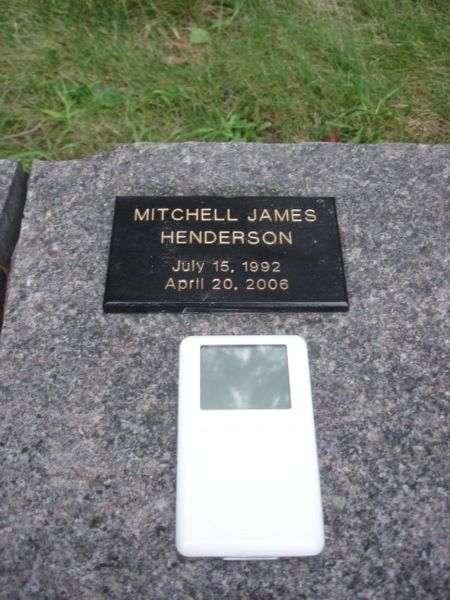 MITCHELL JAMES
HENDERSON
July 15, 1992
April 20, 2006